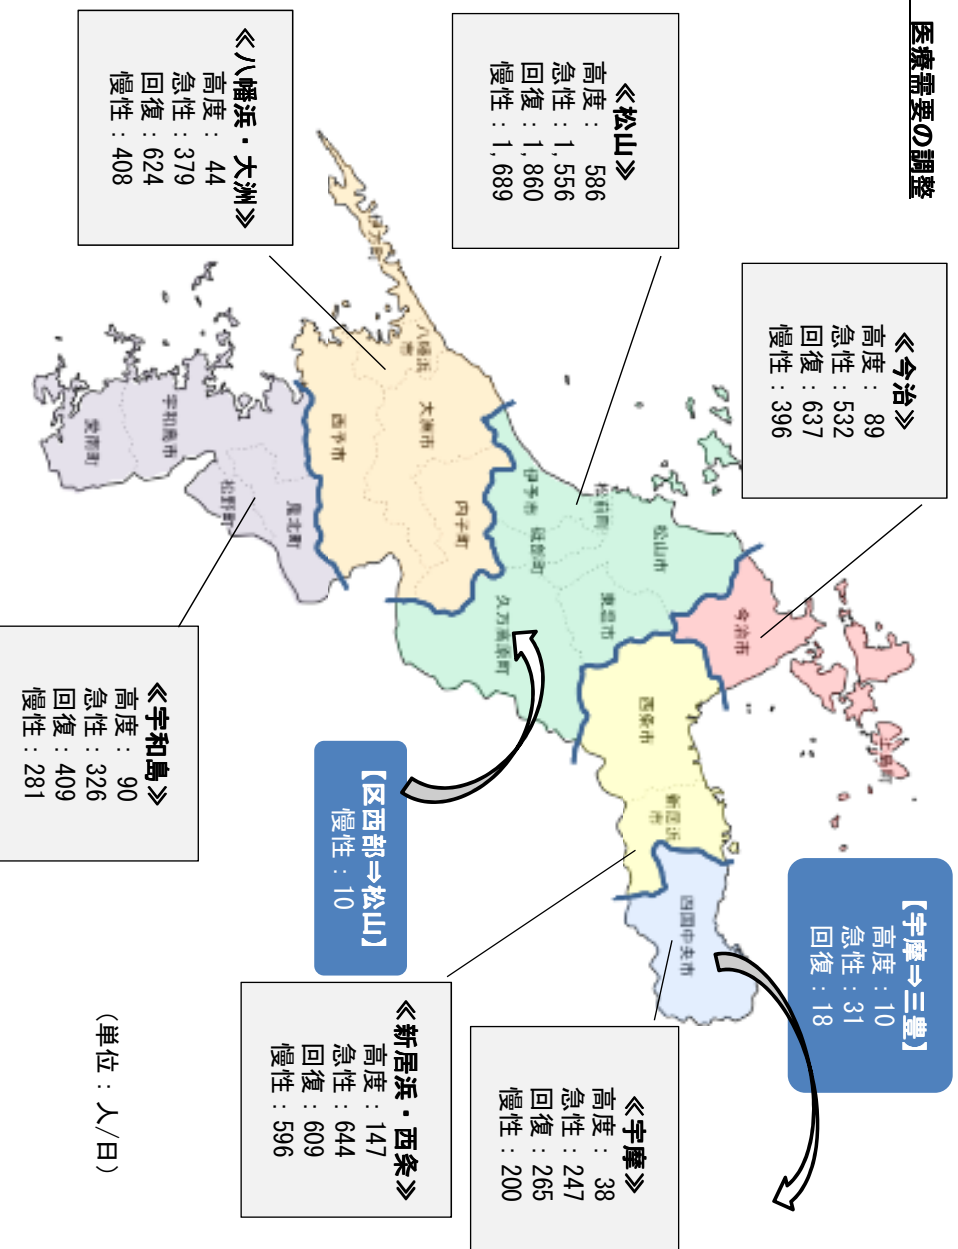 医療需要の調整
≪今治≫
高度： 89
急性：532
回復：637
慢性：396
【宇摩⇒三豊】
高度：10
急性：31
回復：18
≪松山≫
高度： 586
急性：1,556
回復：1,860
慢性：1,689
≪宇摩≫
高度： 38
急性：247
回復：265
慢性：200
≪八幡浜・大洲≫
高度： 44
急性：379
回復：624
慢性：408
【区西部⇒松山】
慢性：10
≪新居浜・西条≫
高度：147
急性：644
回復：609
慢性：596
≪宇和島≫
高度： 90
急性：326
回復：409
慢性：281
（単位：人/日）
上島町
今治市
松山市
東温市
松前町
伊予市
砥部町
久万高原町
西条市
新居浜
市
四国中央市
内子町
大洲市
八幡浜
市
伊方町
西予市
鬼北町
松野町
宇和島市
愛南町